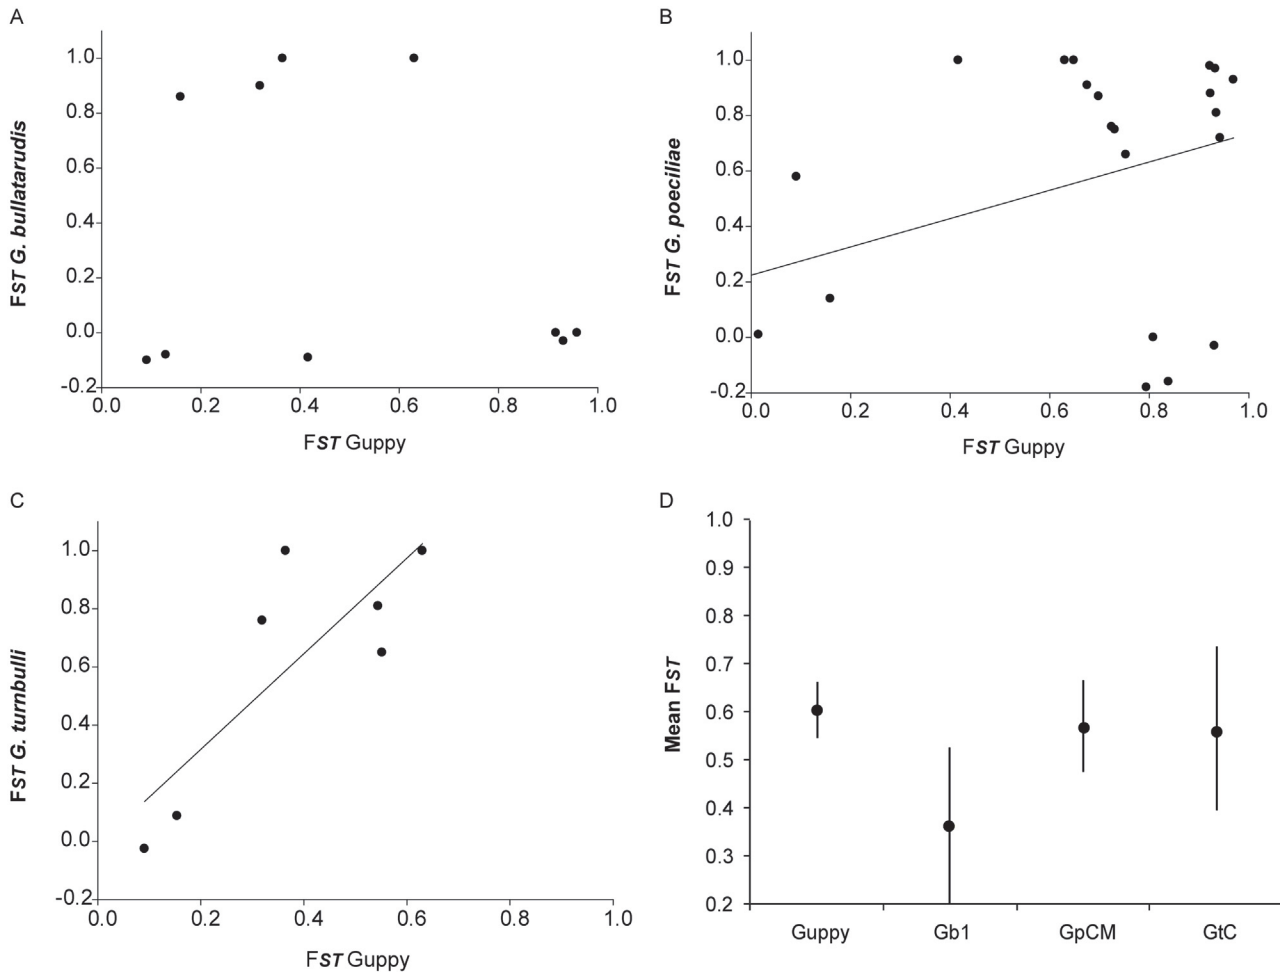 A
1.0
0.8
0.6
0.4
0.2
0.0
-0.2
0.0 0.2 0.4 0.6 0.8 1.0
FST G. bullatarudis
FST Guppy
B
1.0
0.8
0.6
0.4
0.2
0.0
-0.2
0.0 0.2 0.4 0.6 0.8 1.0
FST G. poeciliae
FST Guppy
C
1.0
0.8
0.6
0.4
0.2
0.0
-0.2
0.0 0.2 0.4 0.6 0.8 1.0
FST G. turnbulli
FST Guppy
D
1.0
0.9
0.8
0.7
0.6
0.5
0.4
0.3
0.2
Mean FST
Guppy Gb1 GpCM GtC